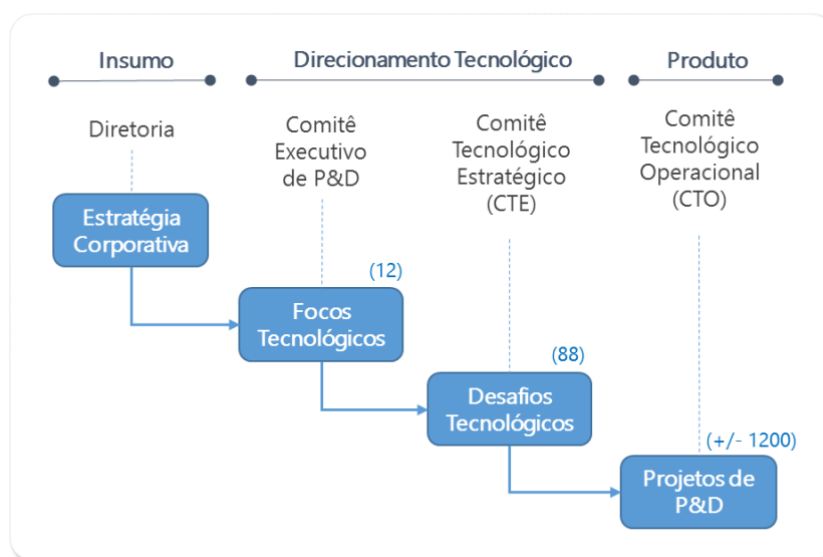 Insumo
Direcionamento Tecnológico
Produto
Diretoria
Comitê
Executivo
de P&D
Comitê
Tecnológico
Estratégico
(CTE)
Comitê
Tecnológico
Operacional
(CTO)
Estratégia
Corporativa
(12)
Focos
Tecnológicos
(88)
Desafios
Tecnológicos
(+/- 1200)
Projetos de
P&D